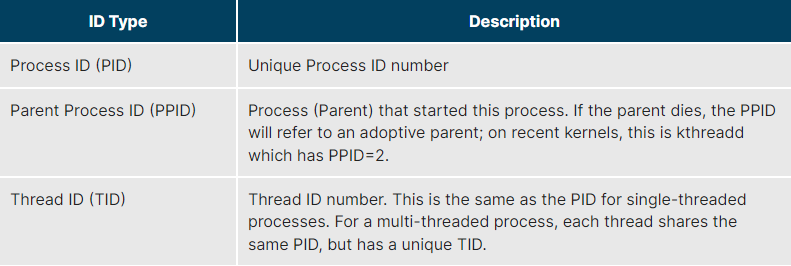 ID Type
Description
Process ID (PID)
Unique Process ID number
Parent Process ID (PPID)
Process (Parent) that started this process. If the parent dies, the PPID
will refer to an adoptive parent; on recent kernels, this is kthreadd
which has PPID=2.
Thread ID (TID)
Thread ID number. This is the same as the PID for single-threaded
processes. For a multi-threaded process, each thread shares the
same PID, but has a unique TID.